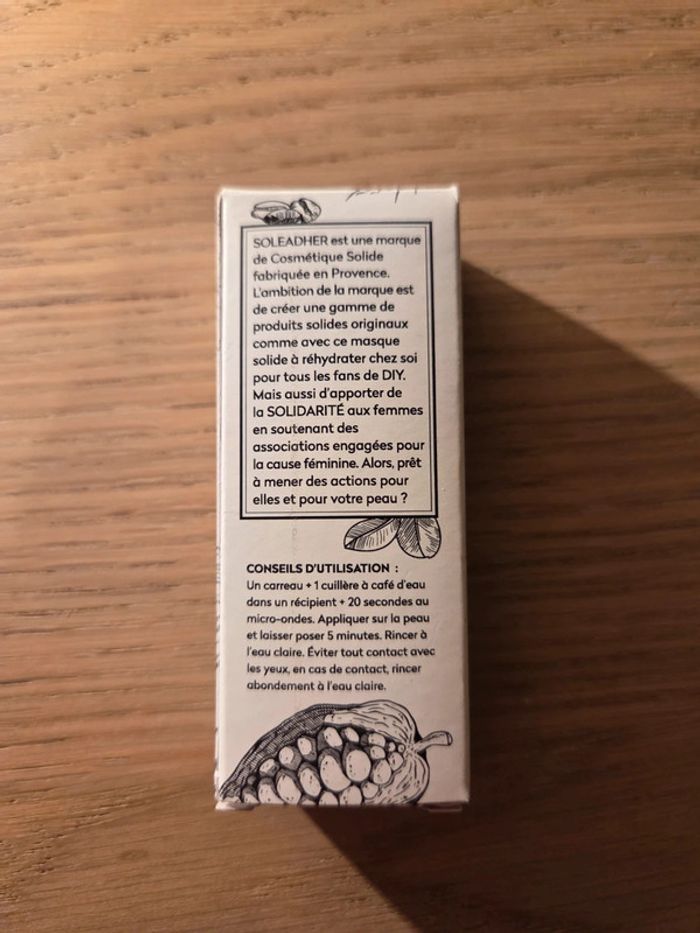 SOLEADHER est une marque
de Cosmétique Solide
fabriquée en Provence.
L'ambition de la marque est
de créer une gamme de
produits solides originaux
comme avec ce masque
solide à réhydrater chez soi
pour tous les fans de DIY.
Mais aussi d'apporter de
la SOLIDARITÉ aux femmes
en soutenant des
associations engagées pour
la cause féminine. Alors, prêt
à mener des actions pour
elles et pour votre peau ?
CONSEILS D'UTILISATION :
Un carreau + 1 cuillère à café d'eau
dans un récipient + 20 secondes au
micro-ondes. Appliquer sur la peau
et laisser poser 5 minutes. Rincer à
l'eau claire. Éviter tout contact avec
les yeux, en cas de contact, rincer
abondement à l'eau claire.